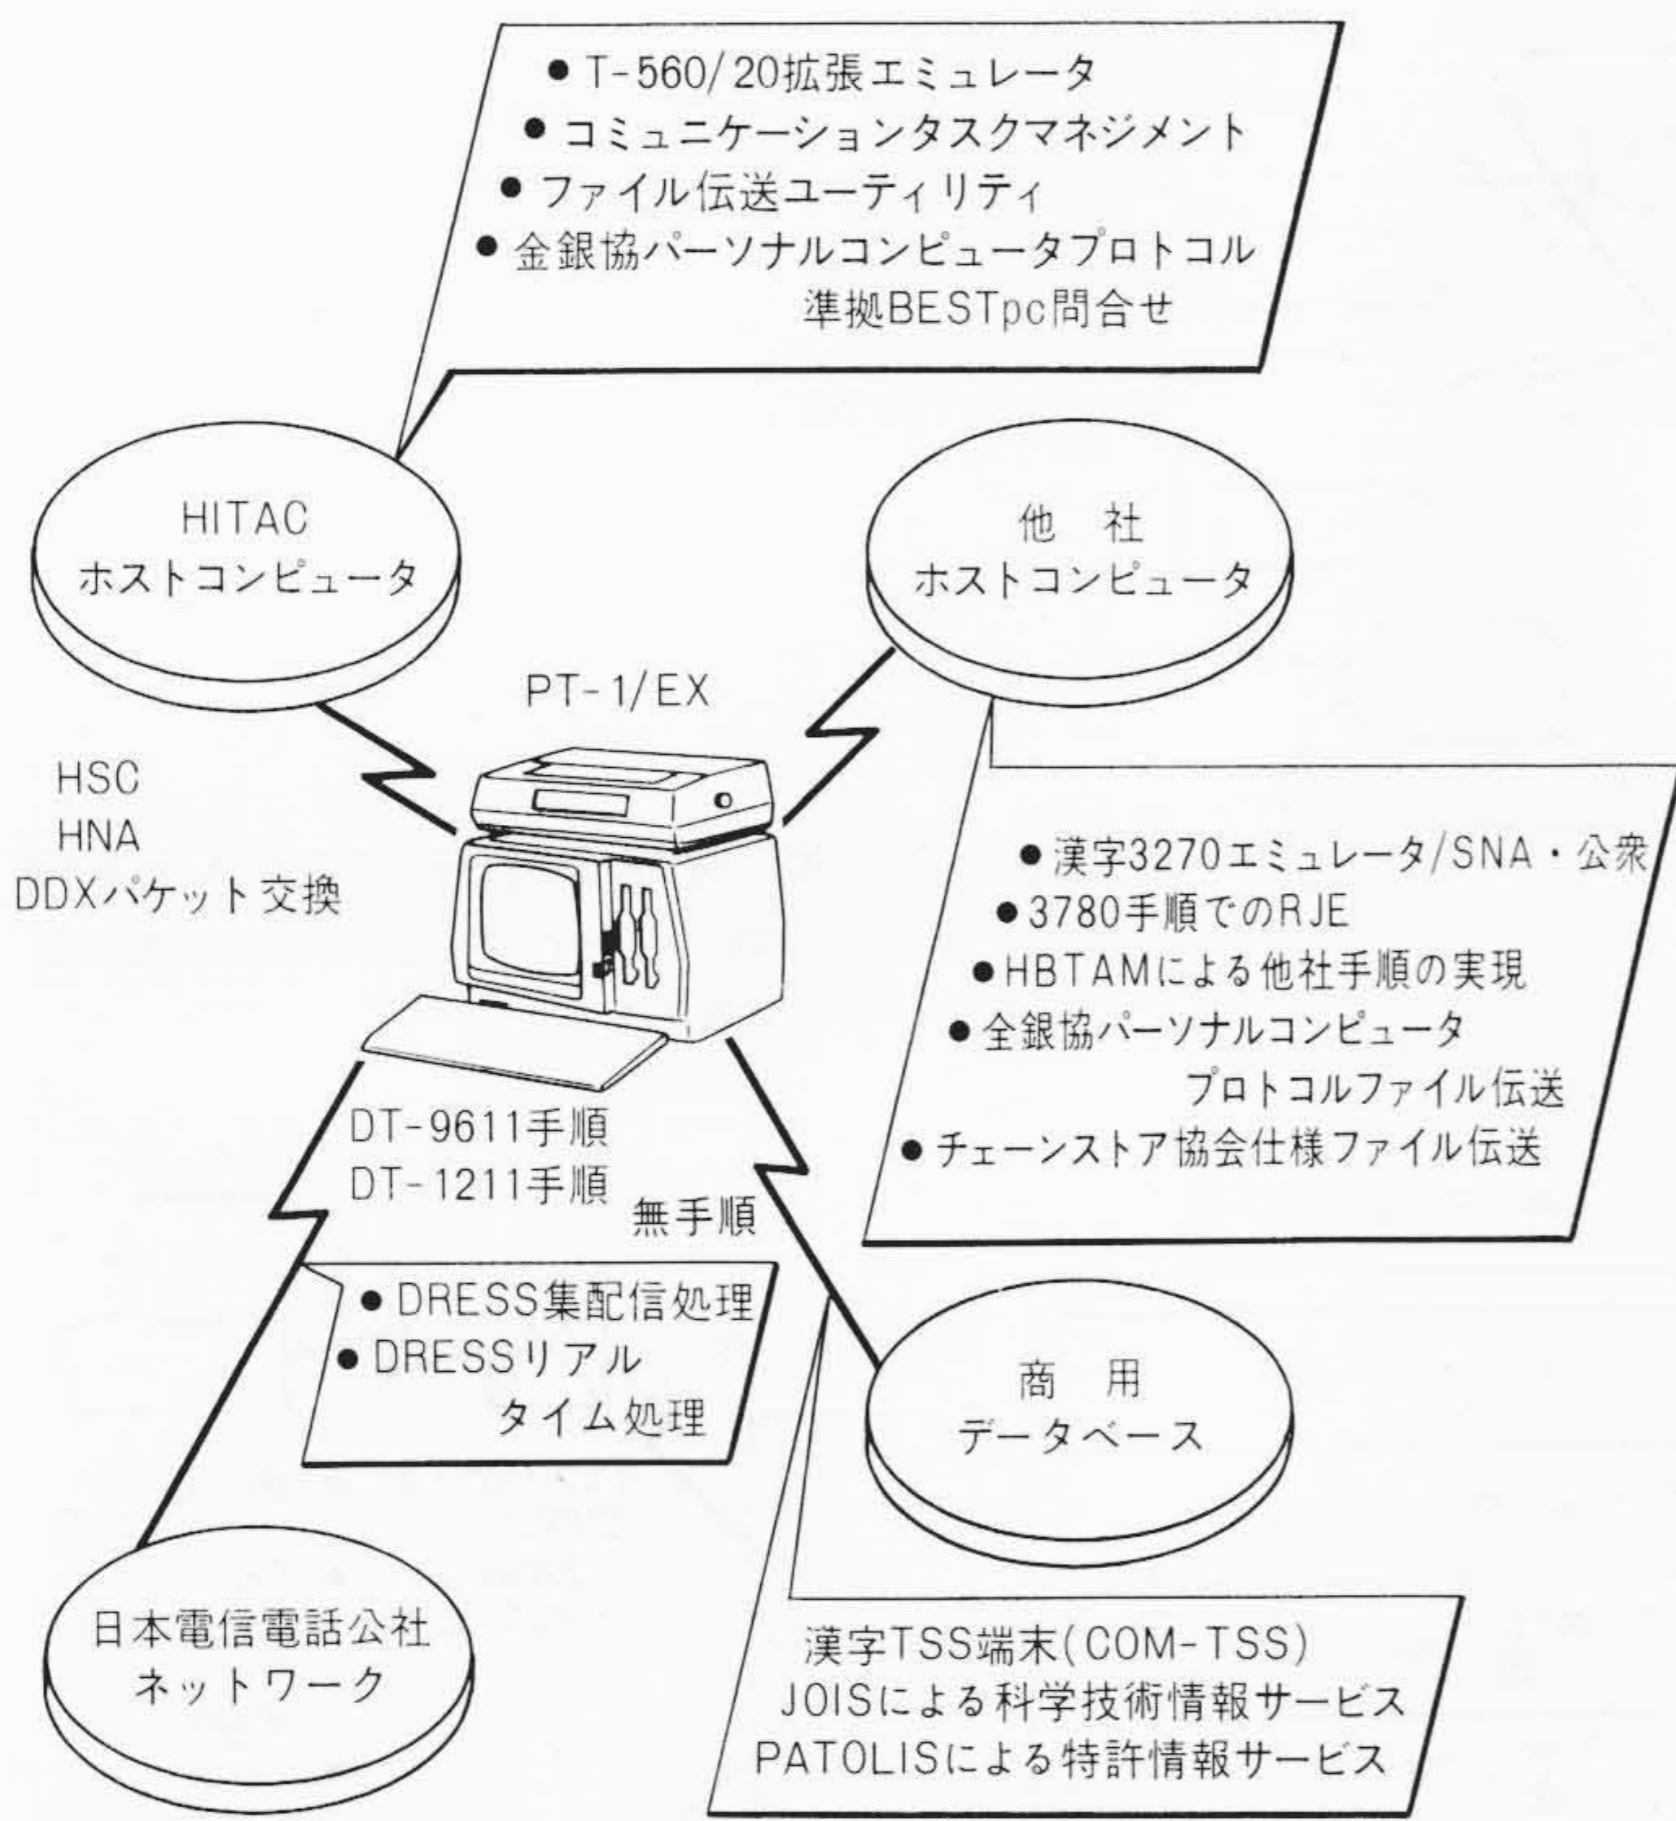 ● T-560/20拡張エミュレータ
● コミュニケーションタスクマネジメント
● ファイル伝送ユーティリティ
● 金銀協パーソナルコンピュータプロトコル
準拠BESTpc問合せ
HITAC
ホストコンピュータ
他 社
ホストコンピュータ
PT-1/EX
HSC
HNA
DDXパケット交換
● 漢字3270エミュレータ/SNA・公衆
● 3780手順でのRJE
● HBTAMによる他社手順の実現
● 全銀協パーソナルコンピュータ
プロトコルファイル伝送
● チェーンストア協会仕様ファイル伝送
DT-9611手順
DT-1211手順
無手順
● DRESS集配信処理
● DRESSリアル
タイム処理
商 用
データベース
日本電信電話公社
ネットワーク
漢字TSS端末(COM-TSS)
JOISによる科学技術情報サービス
PATOLISによる特許情報サービス